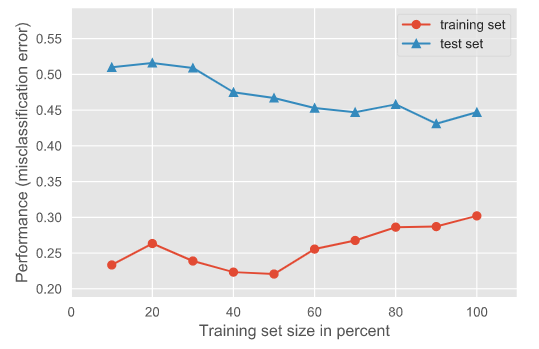 training set
test set
Performance (misclassification error)
0.55
0.50
0.45
0.40
0.35
0.30
0.25
0.20
0 20 40 60 80 100
Training set size in percent